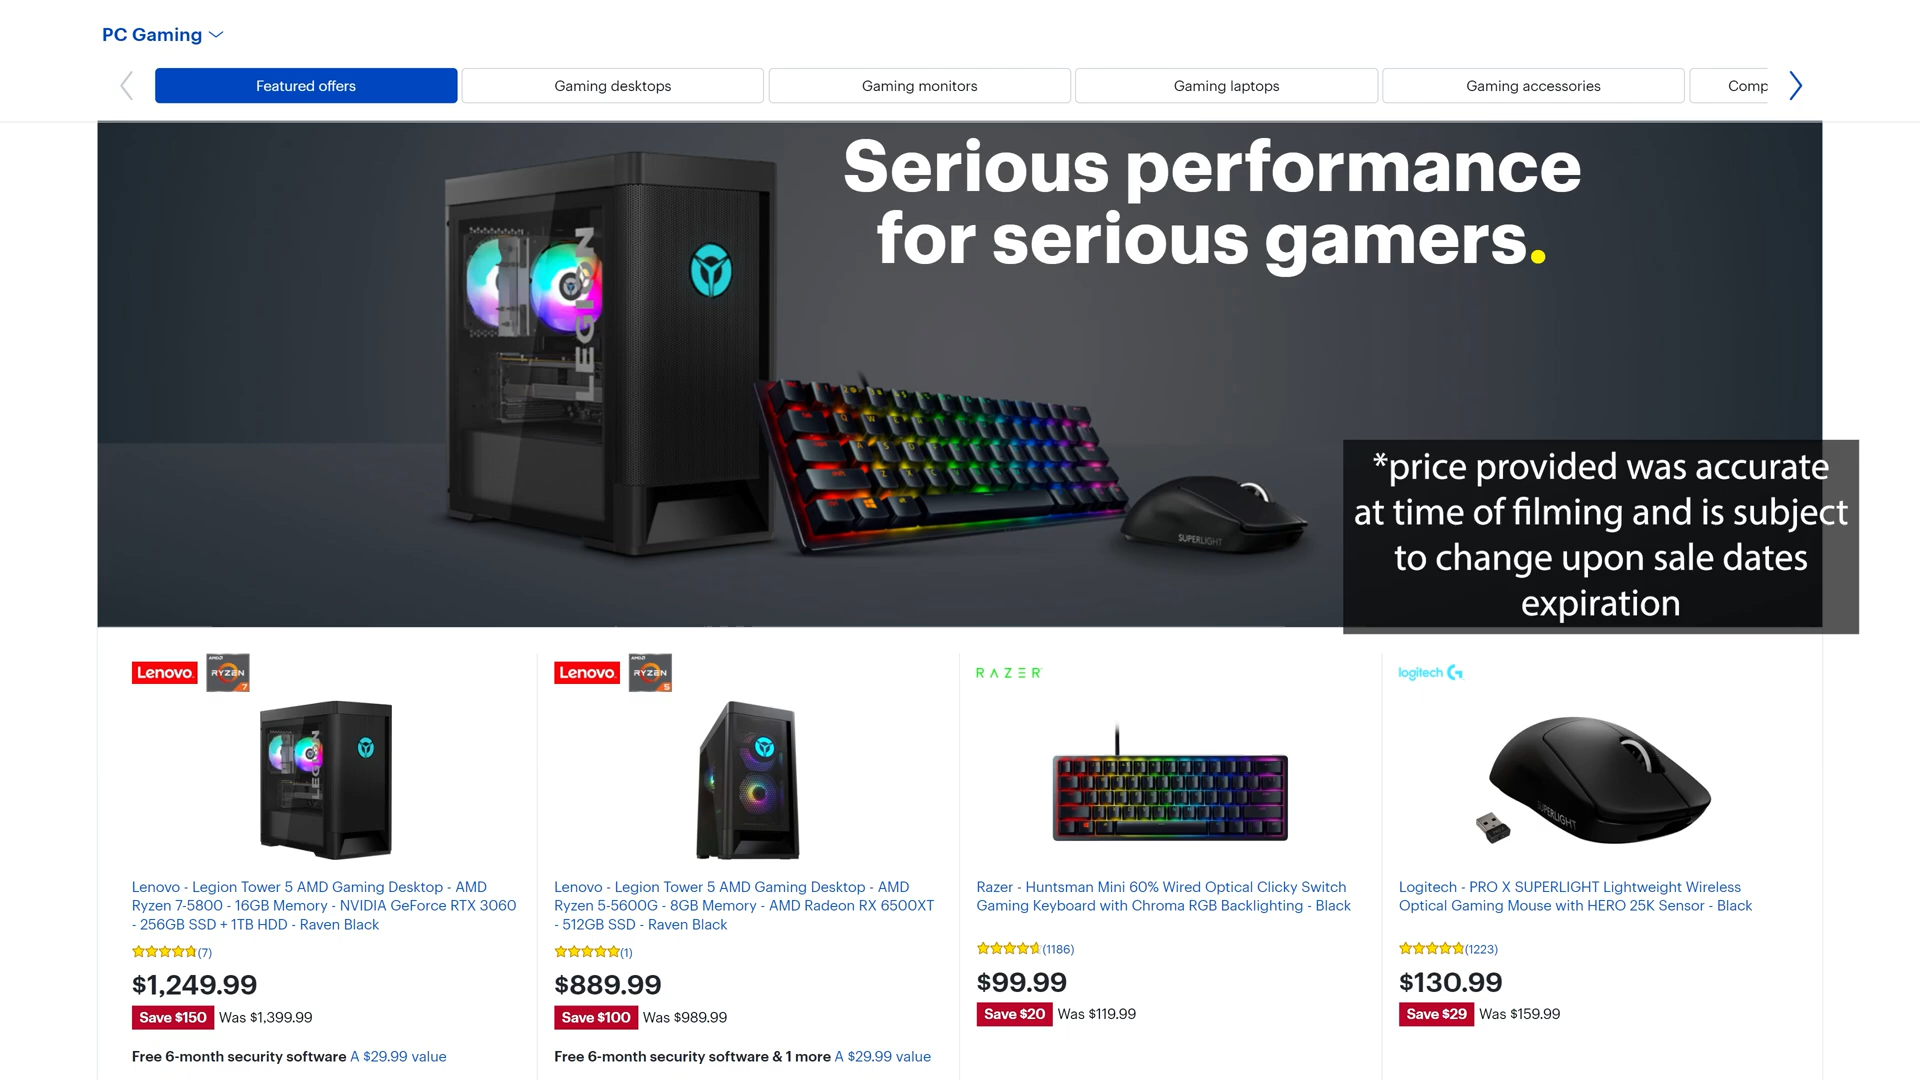 PC Gaming
Featured offers
Gaming desktops
Gaming monitors
Gaming laptops
Gaming accessories
Comp
Serious performance
for serious gamers.
LEGION
SUPERLIGHT
*price provided was accurate
at time of filming and is subject
to change upon sale dates
expiration
Lenovo
AMD
RYZEN
7
LEGION
Lenovo - Legion Tower 5 AMD Gaming Desktop - AMD
Ryzen 7-5800 - 16GB Memory - NVIDIA GeForce RTX 3060
- 256GB SSD + 1TB HDD - Raven Black
(7)
$1,249.99
Save $150 Was $1,399.99
Free 6-month security software A $29.99 value
Lenovo
AMD
RYZEN
5
Lenovo - Legion Tower 5 AMD Gaming Desktop - AMD
Ryzen 5-5600G - 8GB Memory - AMD Radeon RX 6500XT
- 512GB SSD - Raven Black
(1)
$889.99
Save $100 Was $989.99
Free 6-month security software & 1 more A $29.99 value
RAZER
Razer - Huntsman Mini 60% Wired Optical Clicky Switch
Gaming Keyboard with Chroma RGB Backlighting - Black
(1186)
$99.99
Save $20 Was $119.99
logitech G
SUPERLIGHT
Logitech - PRO X SUPERLIGHT Lightweight Wireless
Optical Gaming Mouse with HERO 25K Sensor - Black
(1223)
$130.99
Save $29 Was $159.99